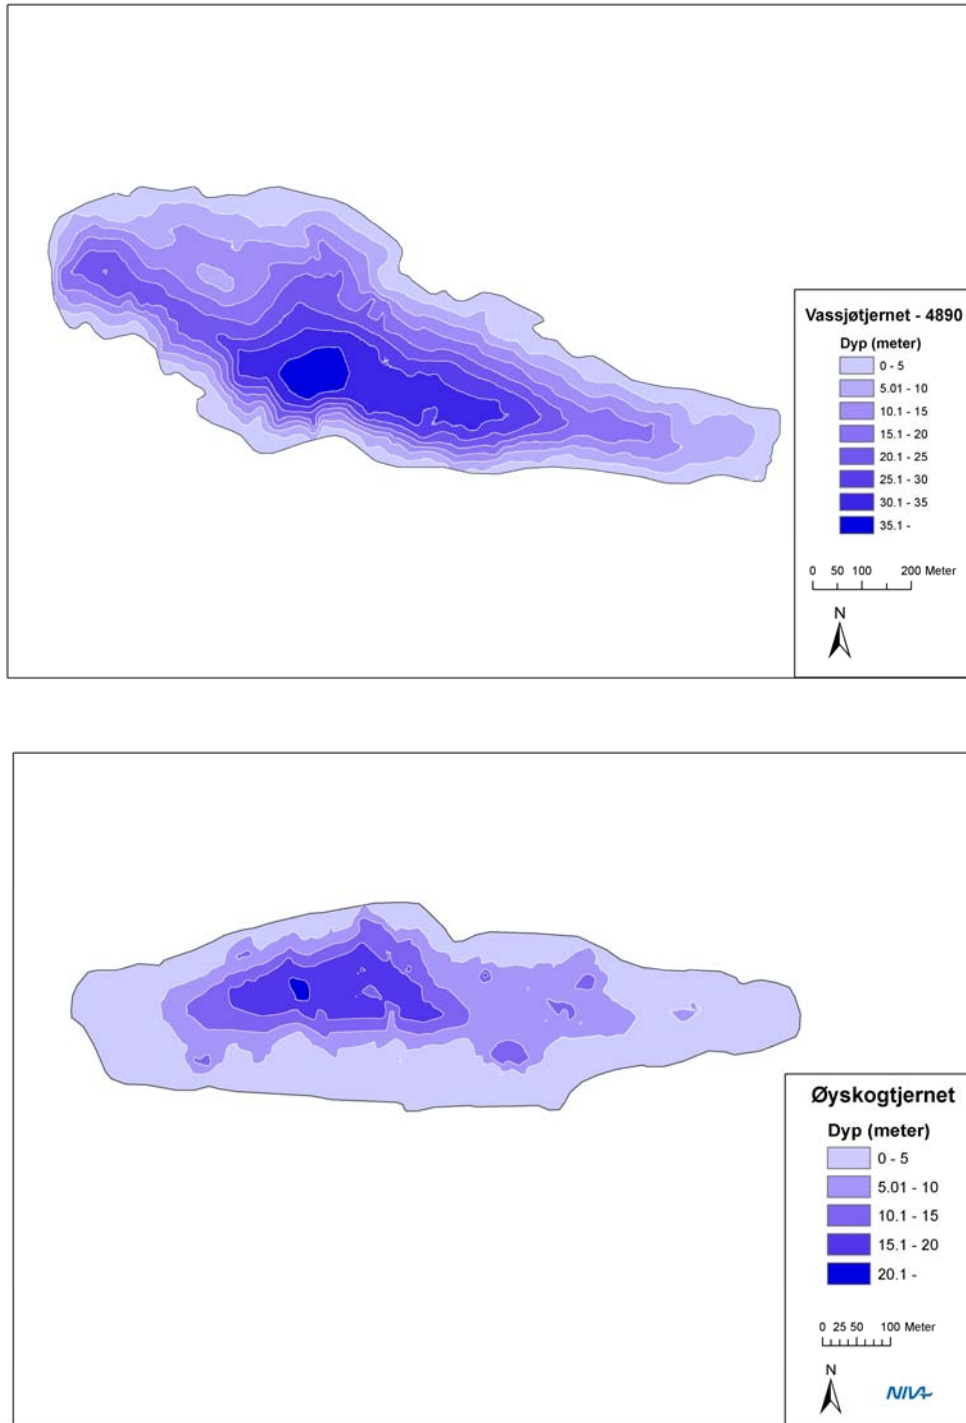 Vassjøtjernet - 4890
Dyp (meter)
0 - 5
5.01 - 10
10.1 - 15
15.1 - 20
20.1 - 25
25.1 - 30
30.1 - 35
35.1 -
0 50 100 200 Meter
N
Øyskogtjernet
Dyp (meter)
0 - 5
5.01 - 10
10.1 - 15
15.1 - 20
20.1 -
0 25 50 100 Meter
N
NIVA